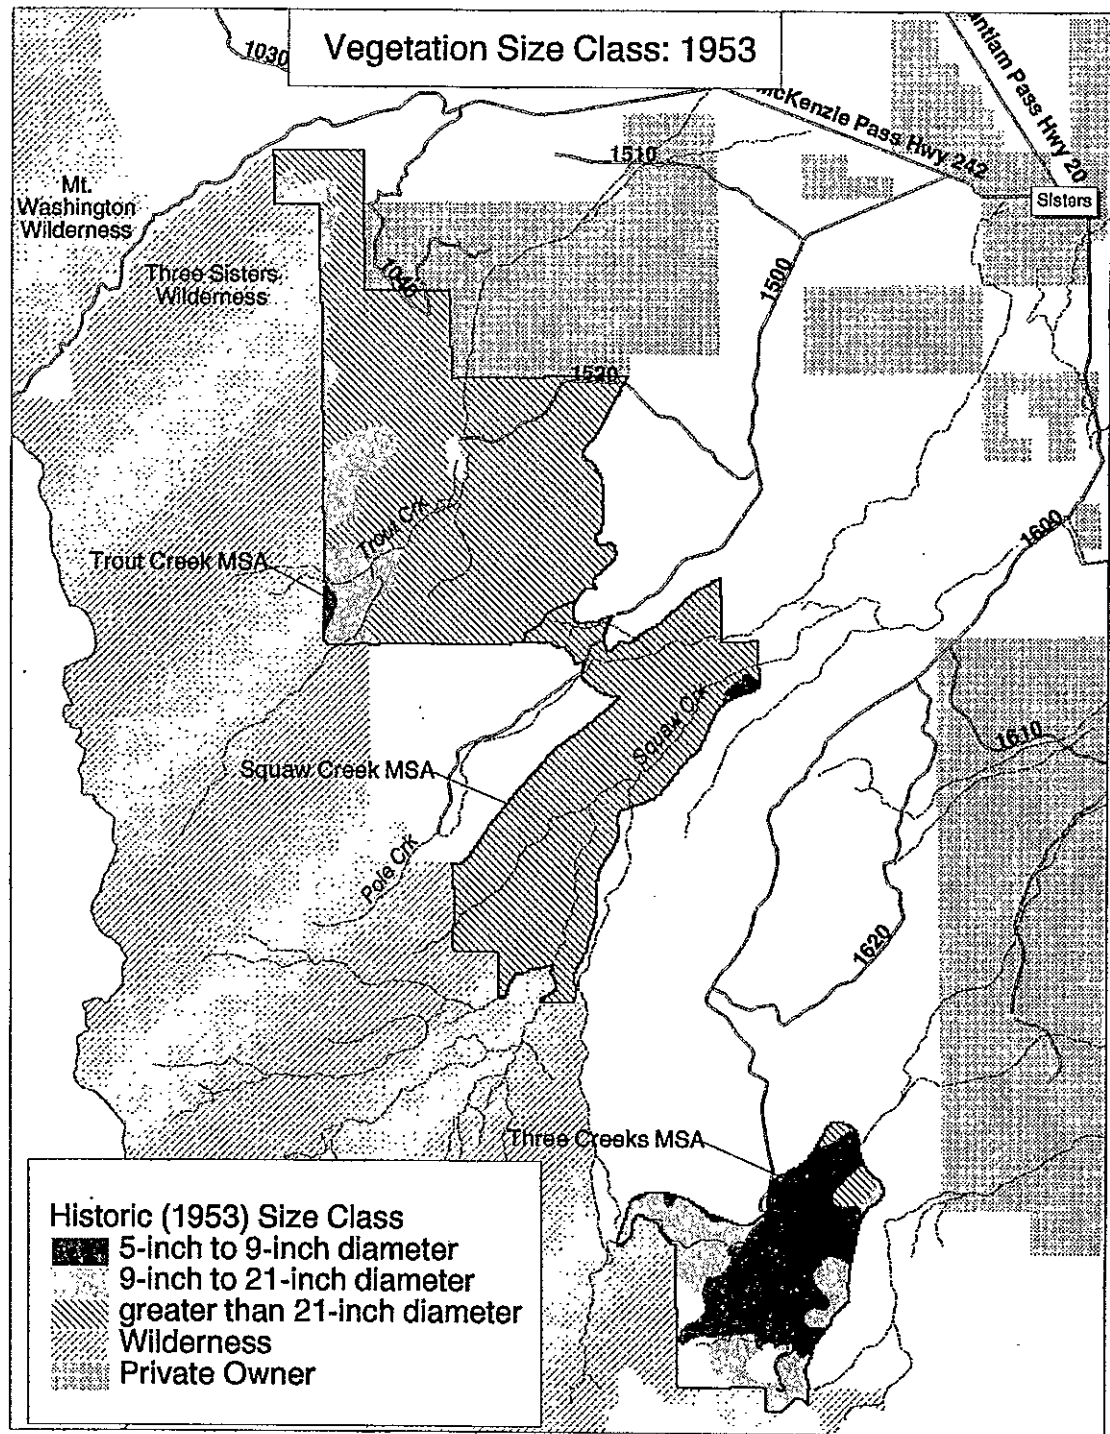 Vegetation Size Class: 1953
1030
Santiam Pass Hwy 20
McKenzie Pass Hwy 242
1510
Sisters
Mt.
Washington
Wilderness
Three Sisters
Wilderness
1046
1500
1520
Trout Crk
Trout Creek MSA
1600
Squaw Crk
Squaw Creek MSA
1610
Pole Crk
1620
Three Creeks MSA
Historic (1953) Size Class
5-inch to 9-inch diameter
9-inch to 21-inch diameter
greater than 21-inch diameter
Wilderness
Private Owner